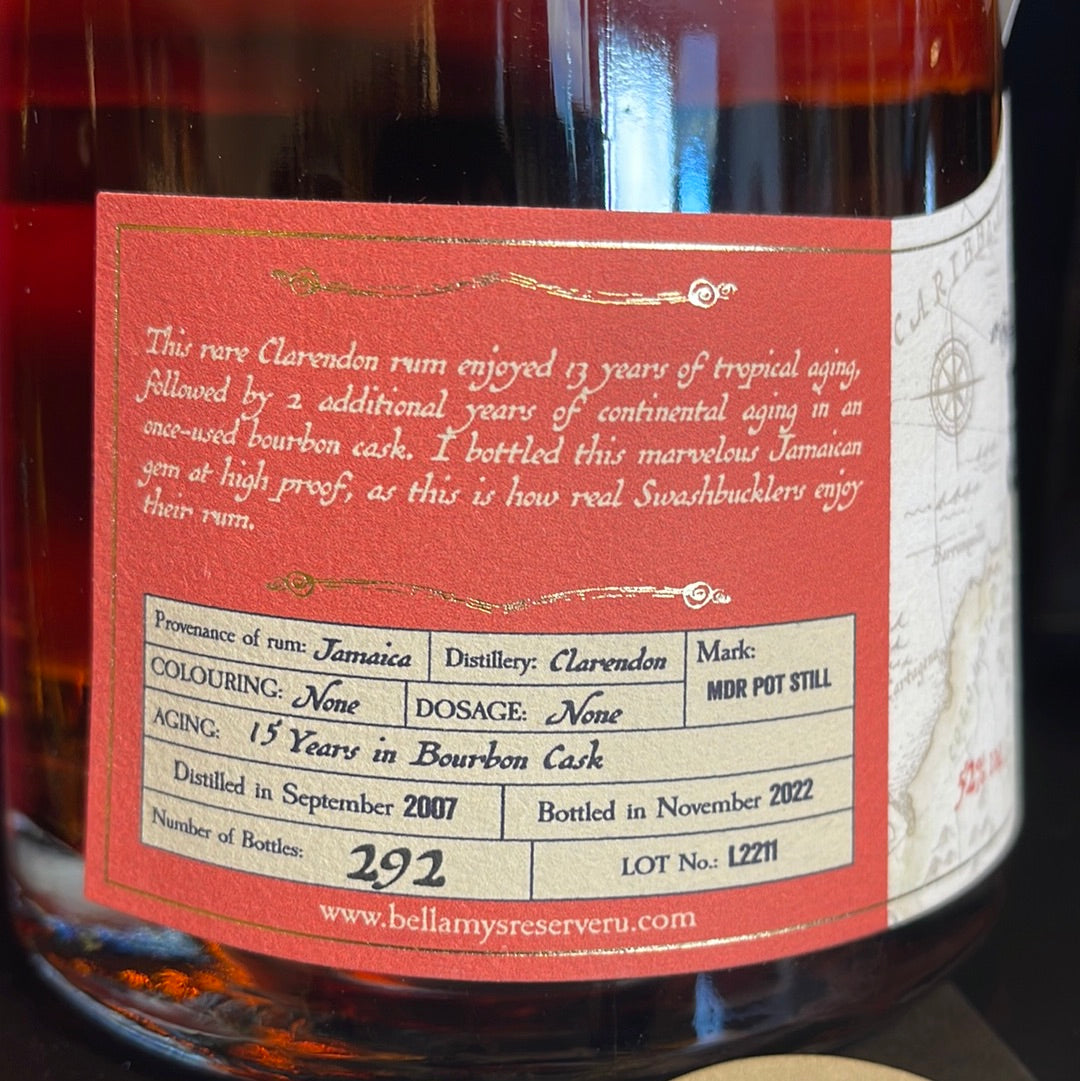 This rare Clarendon rum enjoyed 13 years of tropical aging,
followed by 2 additional years of continental aging in an
once-used bourbon cask. I bottled this marvelous Jamaican
gem at high proof, as this is how real Swashbucklers enjoy
their rum.
Provenance of rum: Jamaica
Distillery: Clarendon
Mark:
MDR POT STILL
COLOURING: None
DOSAGE: None
AGING: 15 Years in Bourbon Cask
Distilled in September 2007
Bottled in November 2022
Number of Bottles: 292
LOT No.: L2211
www.bellamysreserveru.com